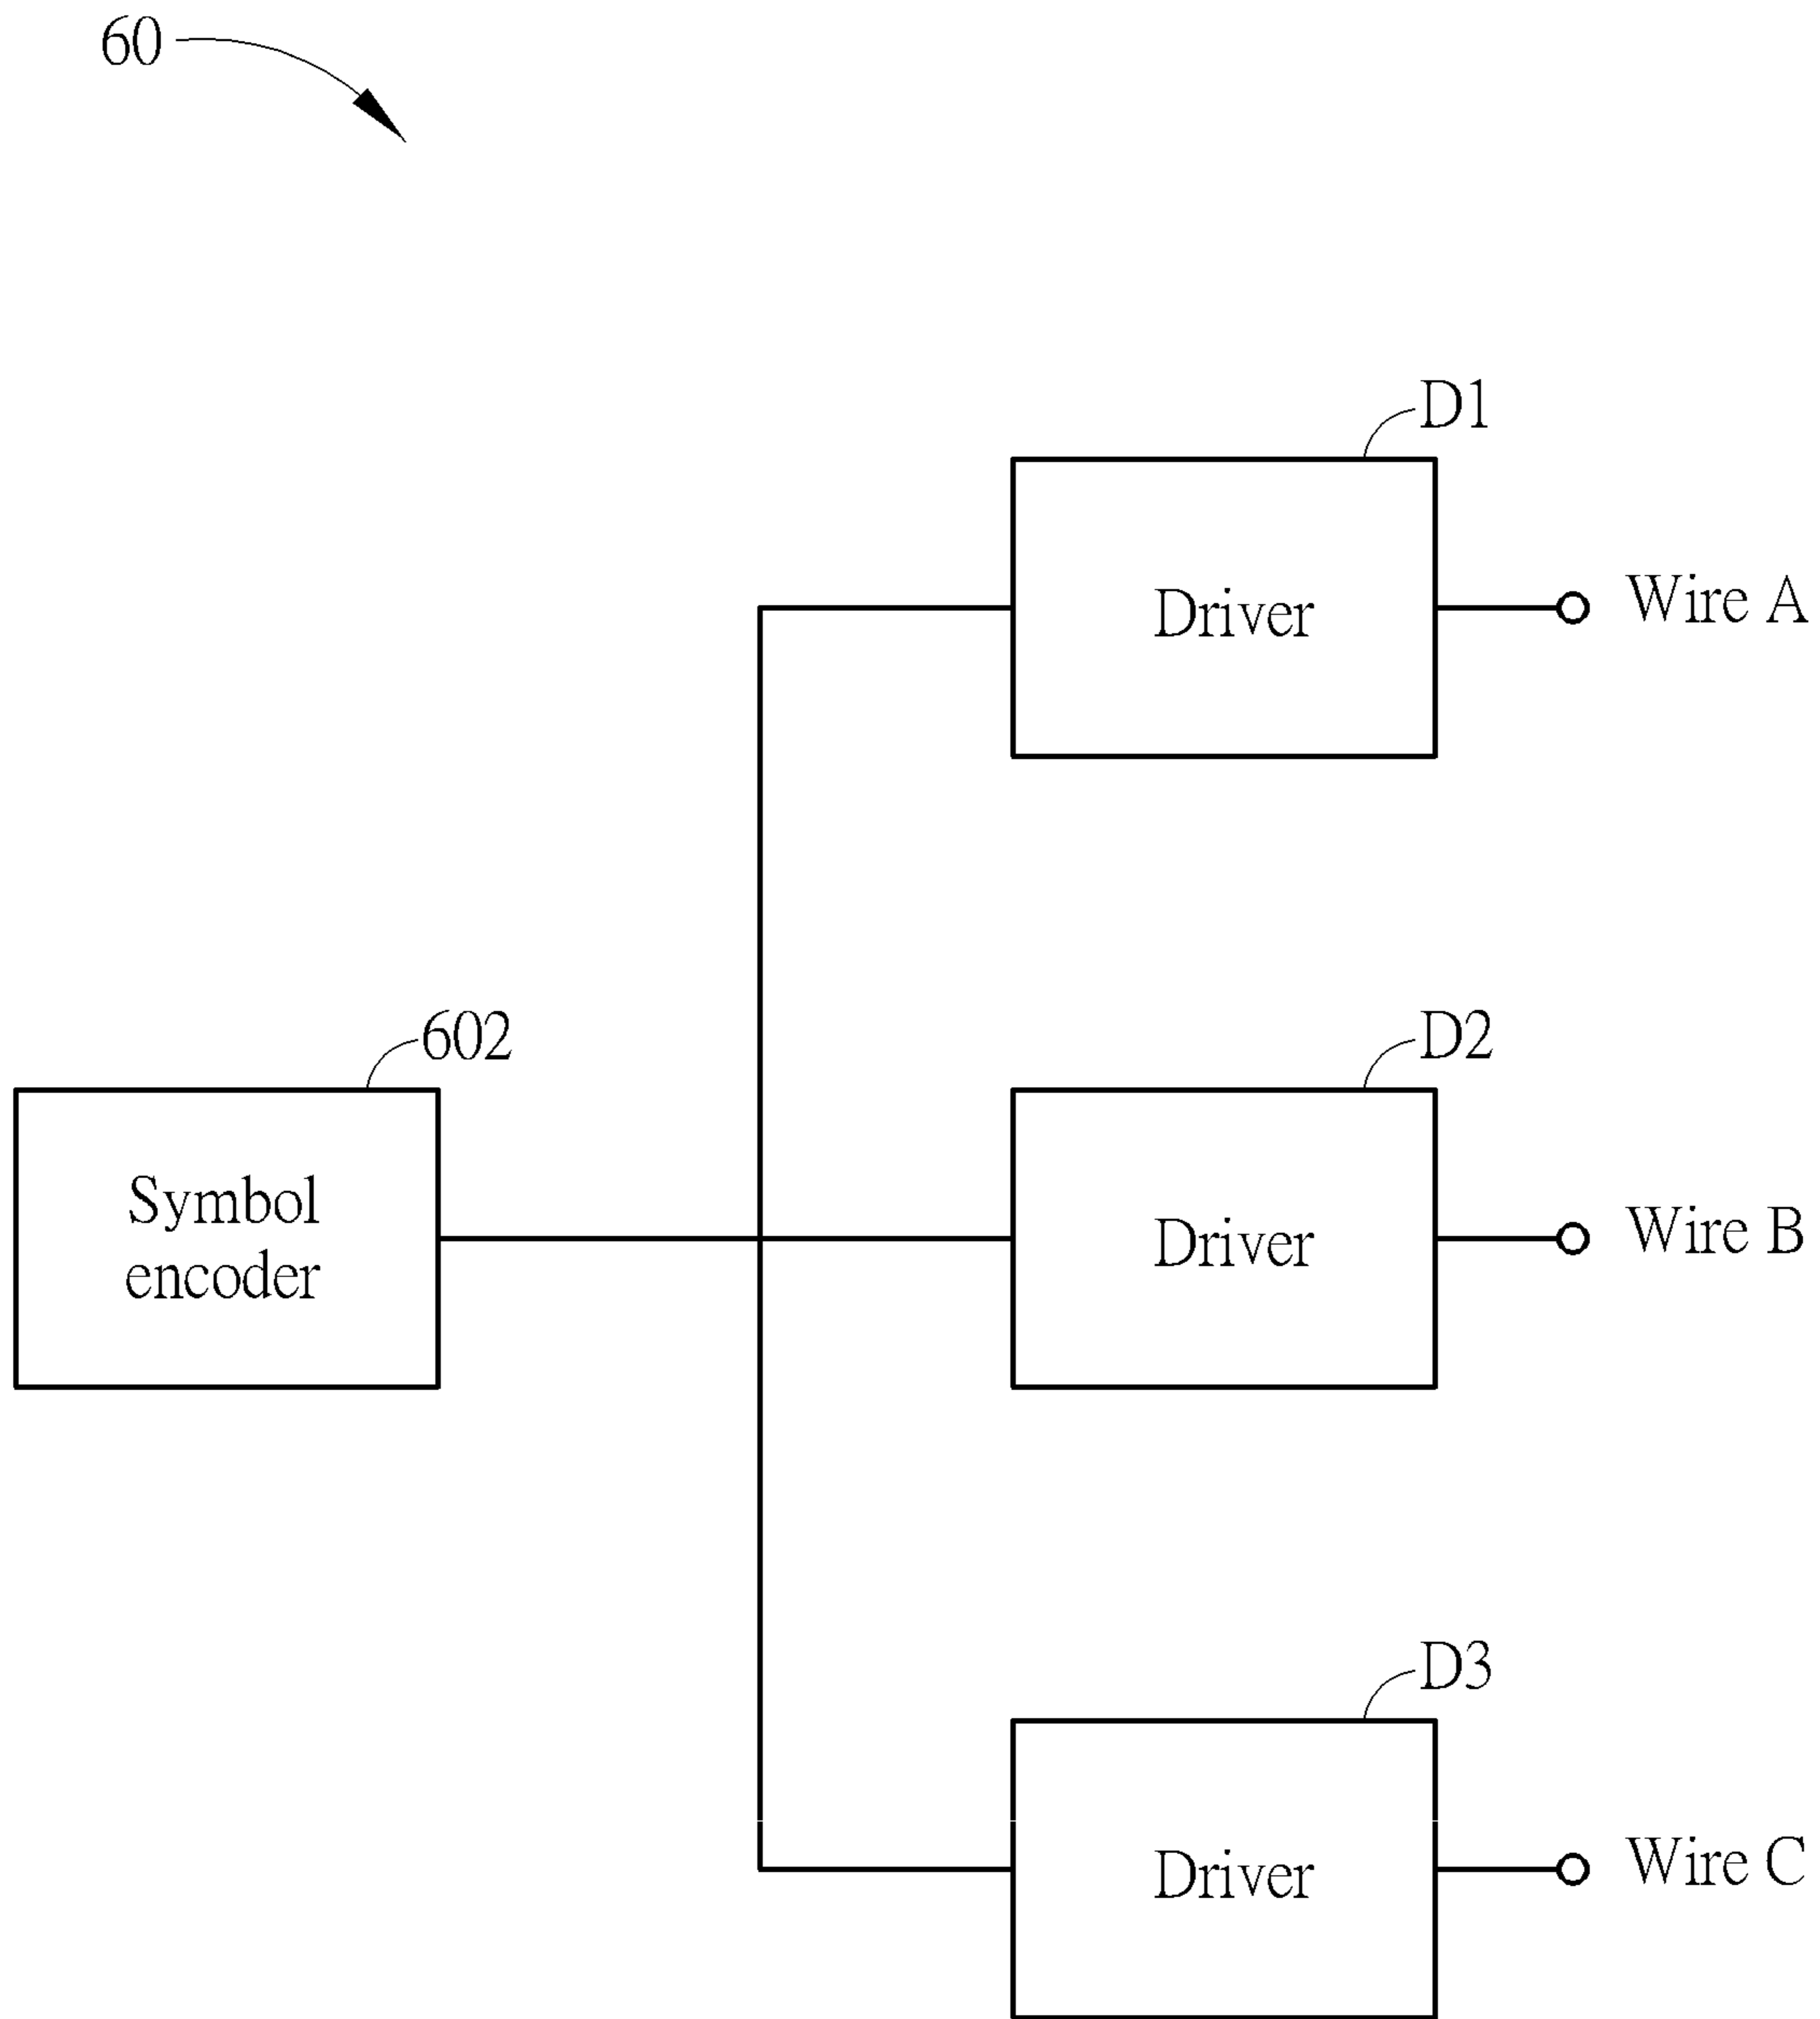 60
D1
Driver
Wire A
602
D2
Symbol
encoder
Driver
Wire B
D3
Driver
Wire C